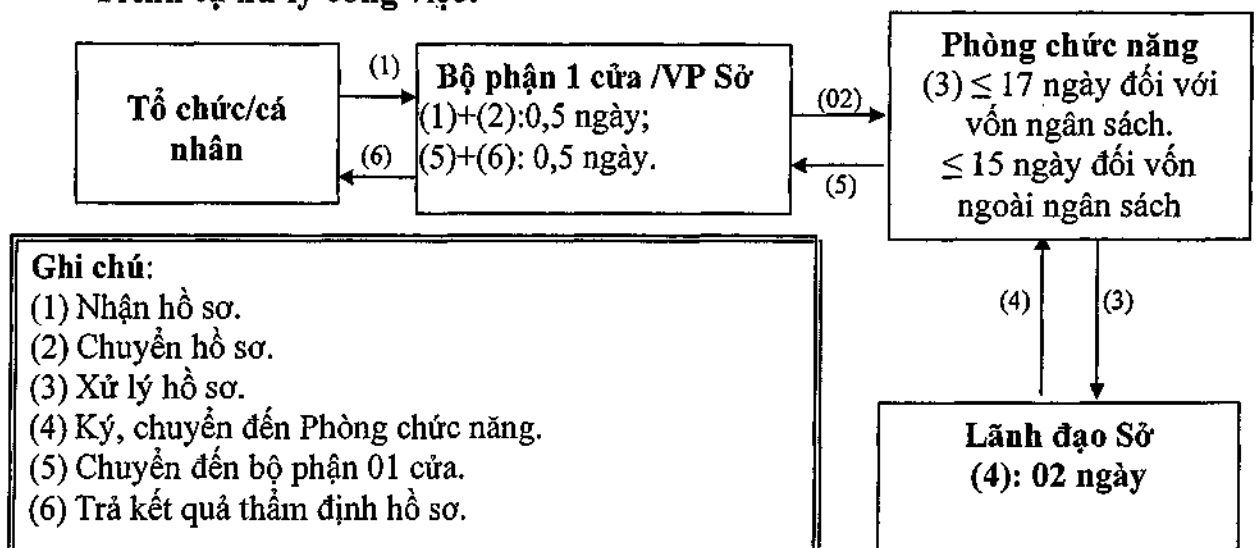 Tổ chức/cá
nhân
(1)
(6)
Bộ phận 1 cửa /VP Sở
(1)+(2):0,5 ngày;
(5)+(6): 0,5 ngày.
(02)
(5)
Phòng chức năng
(3) ≤ 17 ngày đối với
vốn ngân sách.
≤ 15 ngày đối vốn
ngoài ngân sách
(4)
(3)
Lãnh đạo Sở
(4): 02 ngày
Ghi chú:
(1) Nhận hồ sơ.
(2) Chuyển hồ sơ.
(3) Xử lý hồ sơ.
(4) Ký, chuyển đến Phòng chức năng.
(5) Chuyển đến bộ phận 01 cửa.
(6) Trả kết quả thẩm định hồ sơ.